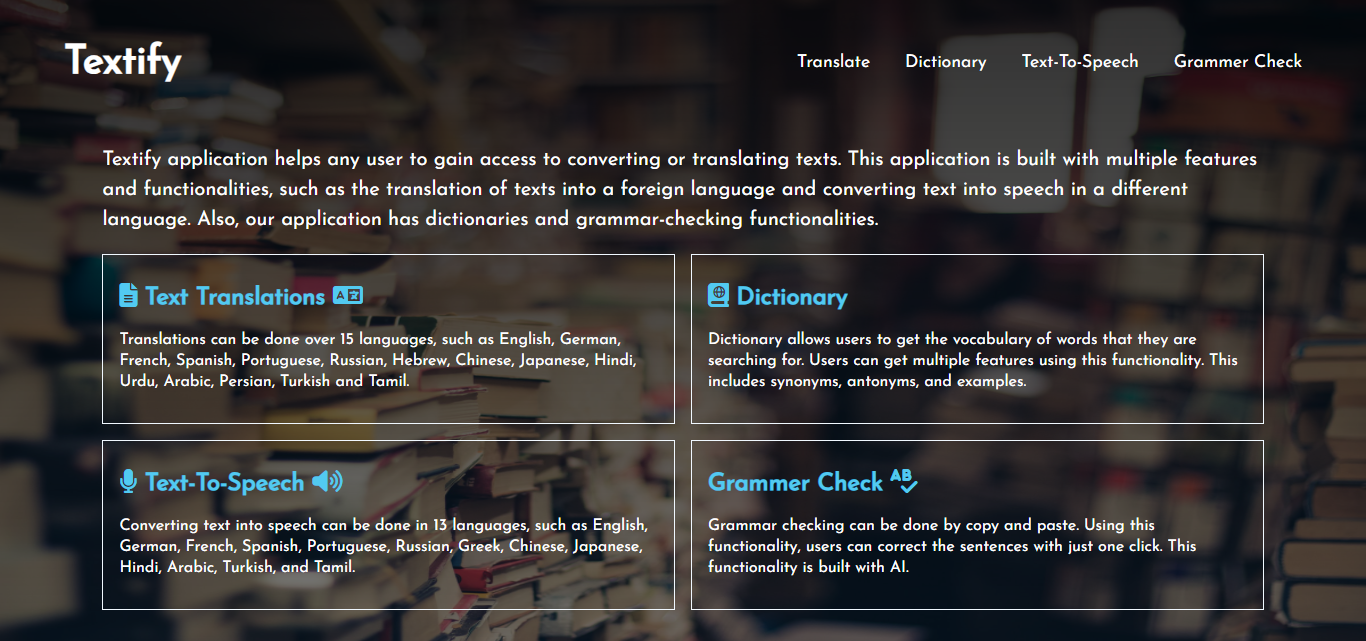 Textify
Translate Dictionary Text-To-Speech Grammer Check
Textify application helps any user to gain access to converting or translating texts. This application is built with multiple features
and functionalities, such as the translation of texts into a foreign language and converting text into speech in a different
language. Also, our application has dictionaries and grammar-checking functionalities.
Text Translations
Translations can be done over 15 languages, such as English, German,
French, Spanish, Portuguese, Russian, Hebrew, Chinese, Japanese, Hindi,
Urdu, Arabic, Persian, Turkish and Tamil.
Dictionary
Dictionary allows users to get the vocabulary of words that they are
searching for. Users can get multiple features using this functionality. This
includes synonyms, antonyms, and examples.
Text-To-Speech
Converting text into speech can be done in 13 languages, such as English,
German, French, Spanish, Portuguese, Russian, Greek, Chinese, Japanese,
Hindi, Arabic, Turkish, and Tamil.
Grammer Check
Grammar checking can be done by copy and paste. Using this
functionality, users can correct the sentences with just one click. This
functionality is built with AI.